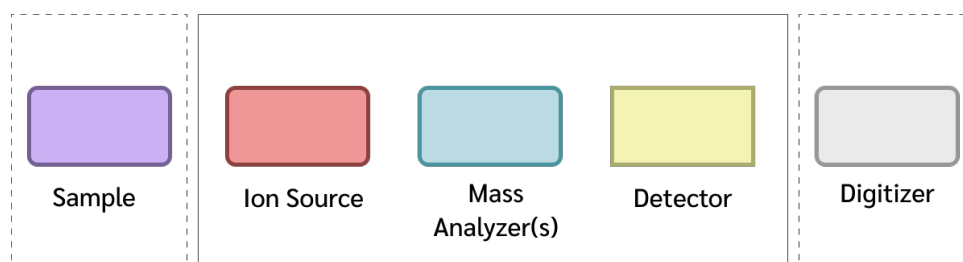 Sample
Ion Source
Mass
Analyzer(s)
Detector
Digitizer